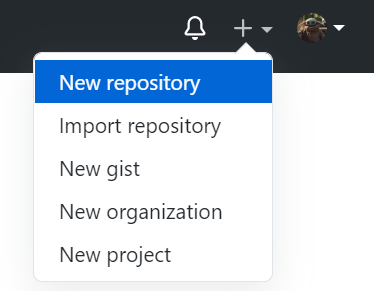 New repository
Import repository
New gist
New organization
New project